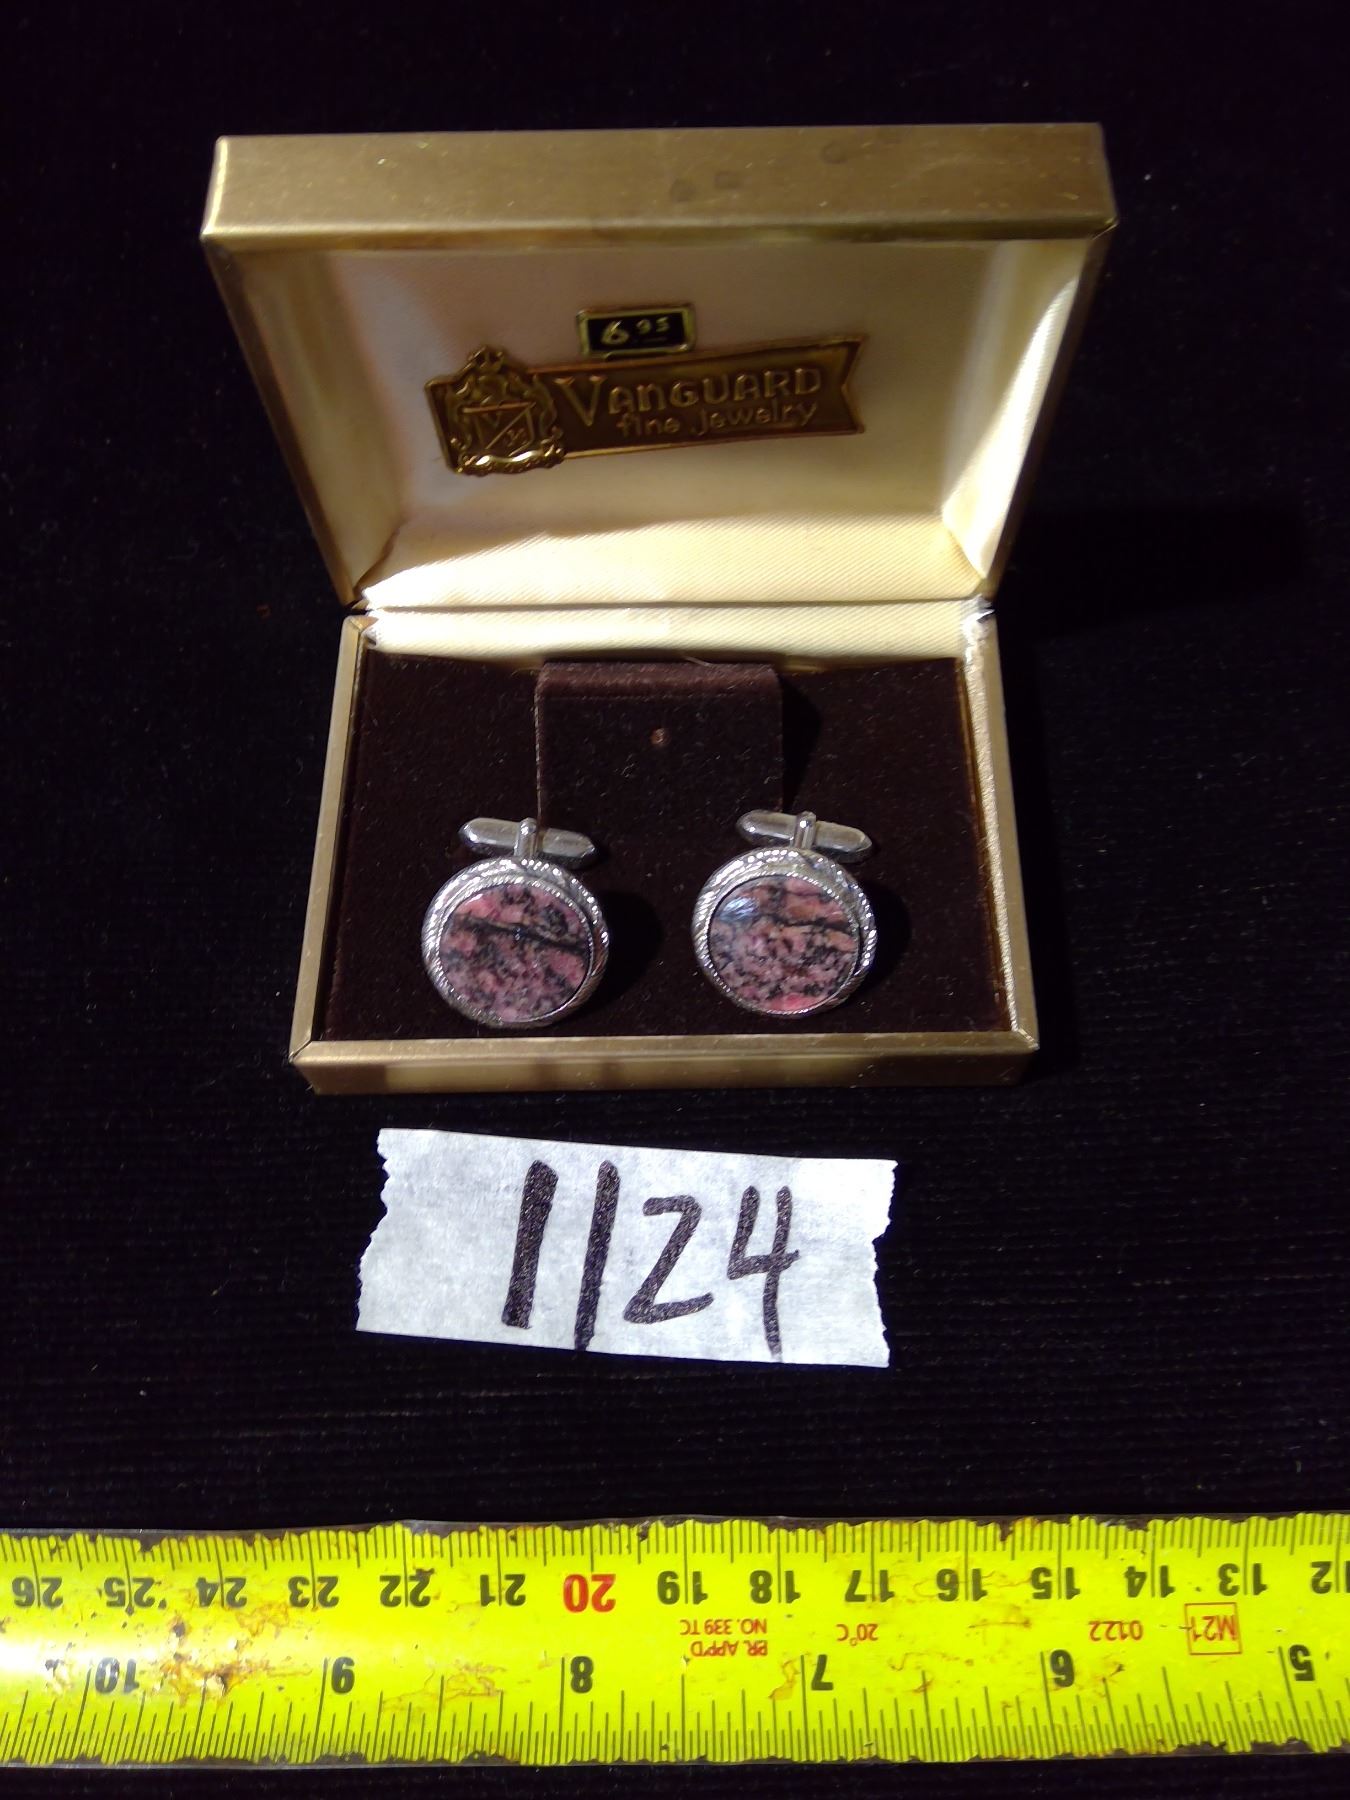 6.95
VANGUARD
fine jewelry
V
V
1124
26 25 24 23 22 21 20 19 18 17 16 15 14 13 12
BR. APP'D
NO. 339 TC
20°C
0122
M21
10 9 8 7 6 5